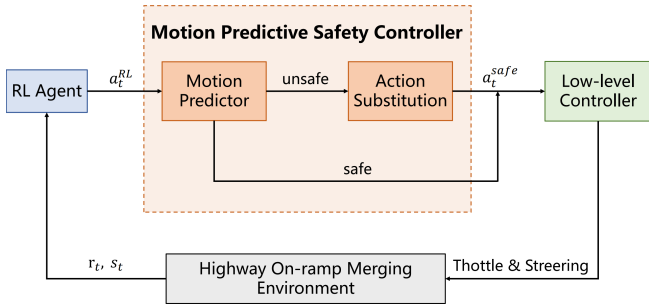 Motion Predictive Safety Controller
RL Agent
a_t^{RL}
Motion
Predictor
unsafe
Action
Substitution
a_t^{safe}
Low-level
Controller
safe
r_t, s_t
Highway On-ramp Merging
Environment
Thottle & Streering